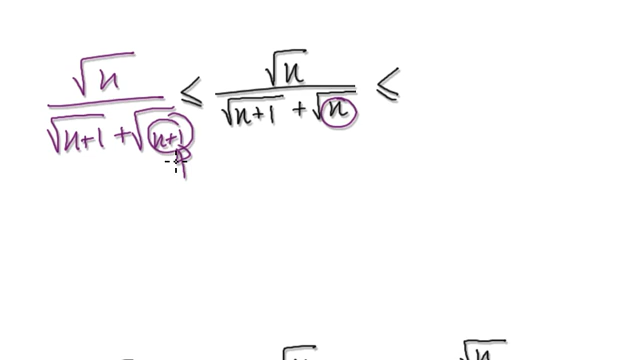 √n / (√n+1 + √n+1) ≤ √n / (√n+1 + √n) ≤
√n √n